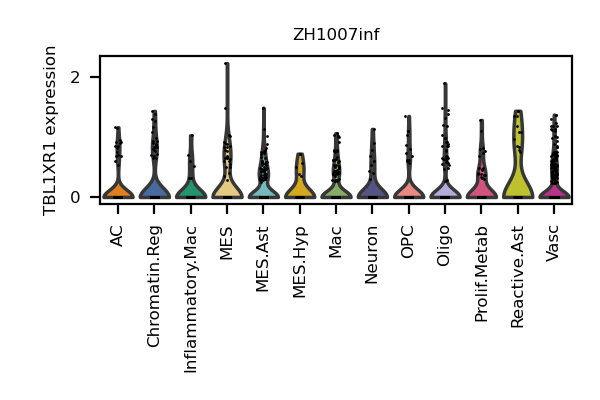 ZH1007inf
TBL1XR1 expression
2
0
AC
Chromatin.Reg
Inflammatory.Mac
MES
MES.Ast
MES.Hyp
Mac
Neuron
OPC
Oligo
Prolif.Metab
Reactive.Ast
Vasc